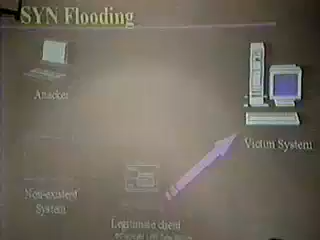 SYN Flooding
Attacker
Victim System
Non-existent
System
Legitimate client